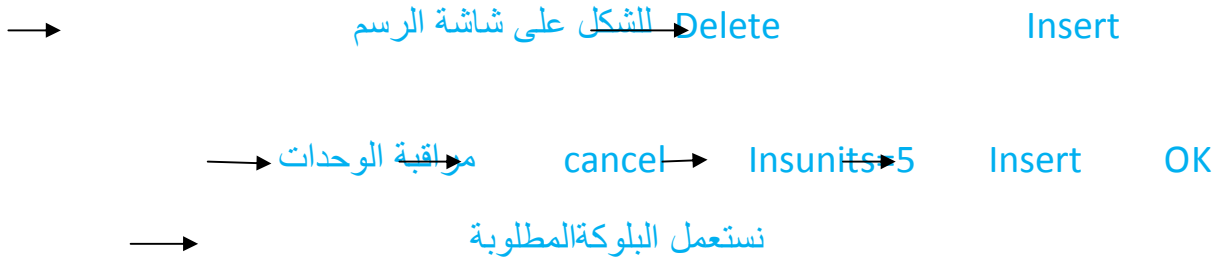 → Delete للشكل على شاشة الرسم → Insert
OK Insert Insunits=5 → cancel → مراقبة الوحدات → →
نستعمل البلوكةالمطلوبة →